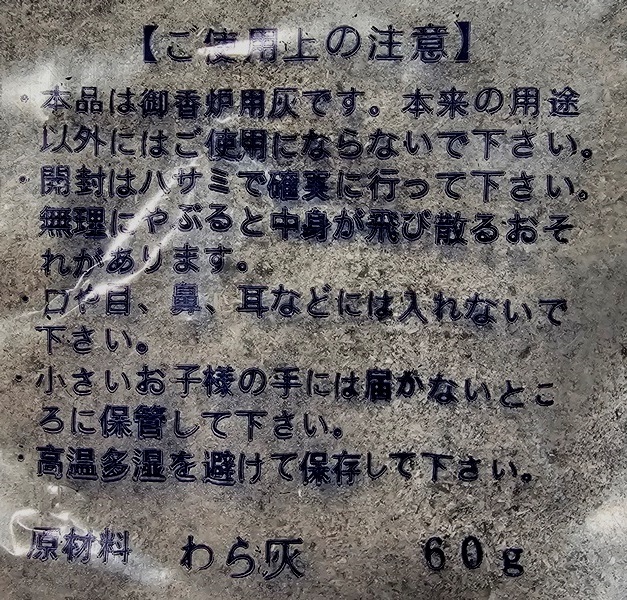 【ご使用上の注意】
・本品は御香炉用灰です。本来の用途
以外にはご使用にならないで下さい。
・開封はハサミで確実に行って下さい。
無理にやぶると中身が飛び散るおそ
れがあります。
・口や目、鼻、耳などには入れないで
下さい。
・小さいお子様の手には届かないとこ
ろに保管して下さい。
・高温多湿を避けて保存して下さい。
原材料 わら灰 60g